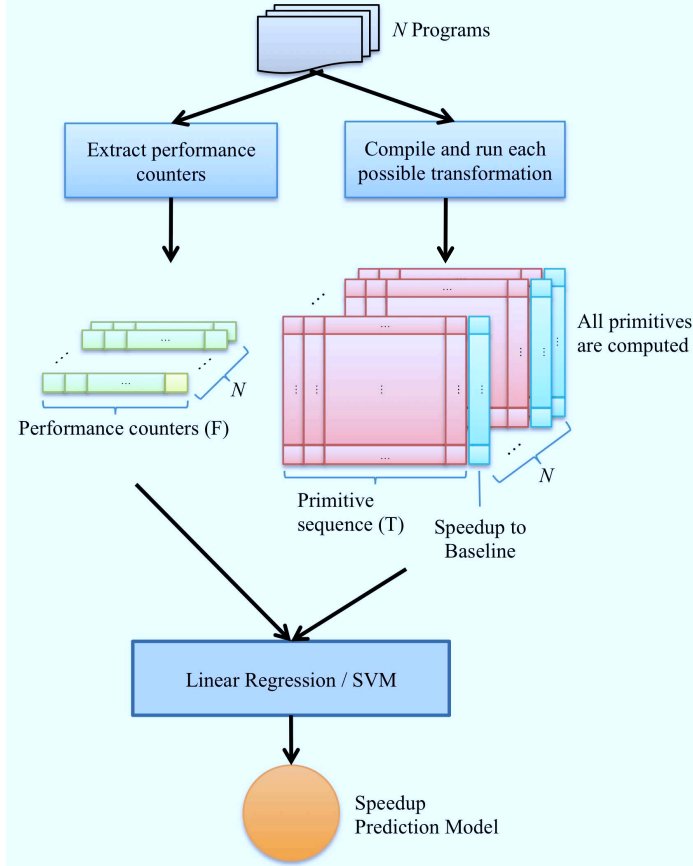 N Programs
Extract performance
counters
Compile and run each
possible transformation
All primitives
are computed
N
Performance counters (F)
N
Primitive
sequence (T)
Speedup to
Baseline
Linear Regression / SVM
Speedup
Prediction Model